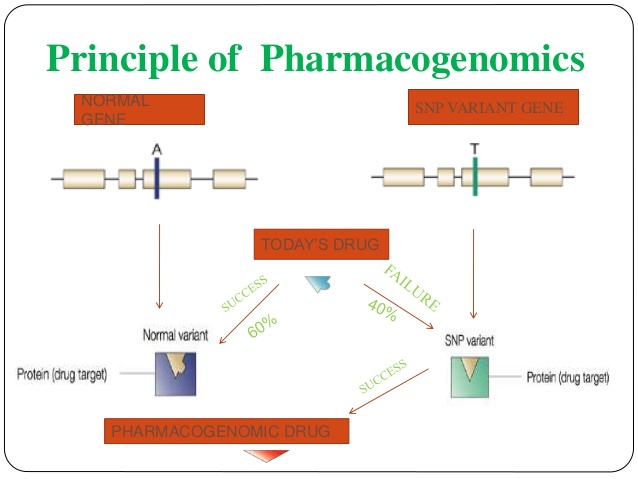 Principle of Pharmacogenomics
NORMAL
GENE
SNP VARIANT GENE
A
T
TODAY'S DRUG
SUCCESS
60%
FAILURE
40%
Normal variant
SNP variant
Protein (drug target)
Protein (drug target)
SUCCESS
PHARMACOGENOMIC DRUG